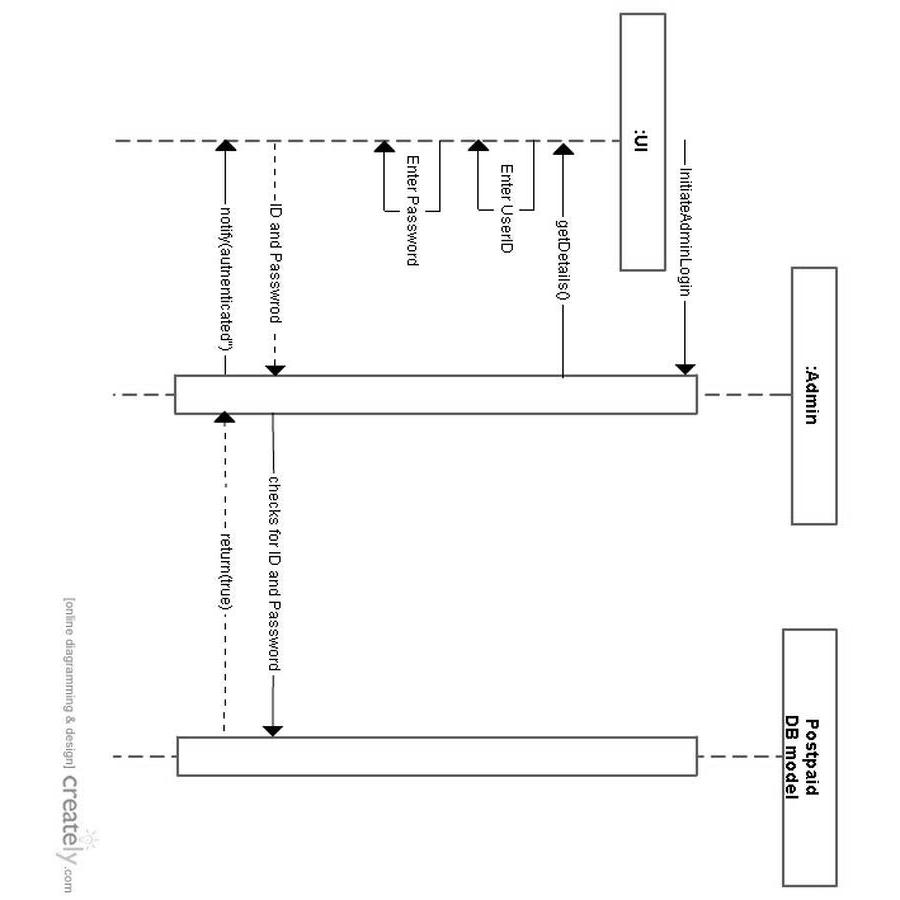 :UI
:Admin
Postpaid
DB model
InitiateAdminLogin
getDetails()
Enter UserID
Enter Password
ID and Passwrod
checks for ID and Password
return(true)
notify(autnenticated")
[online diagramming & design] creately.com